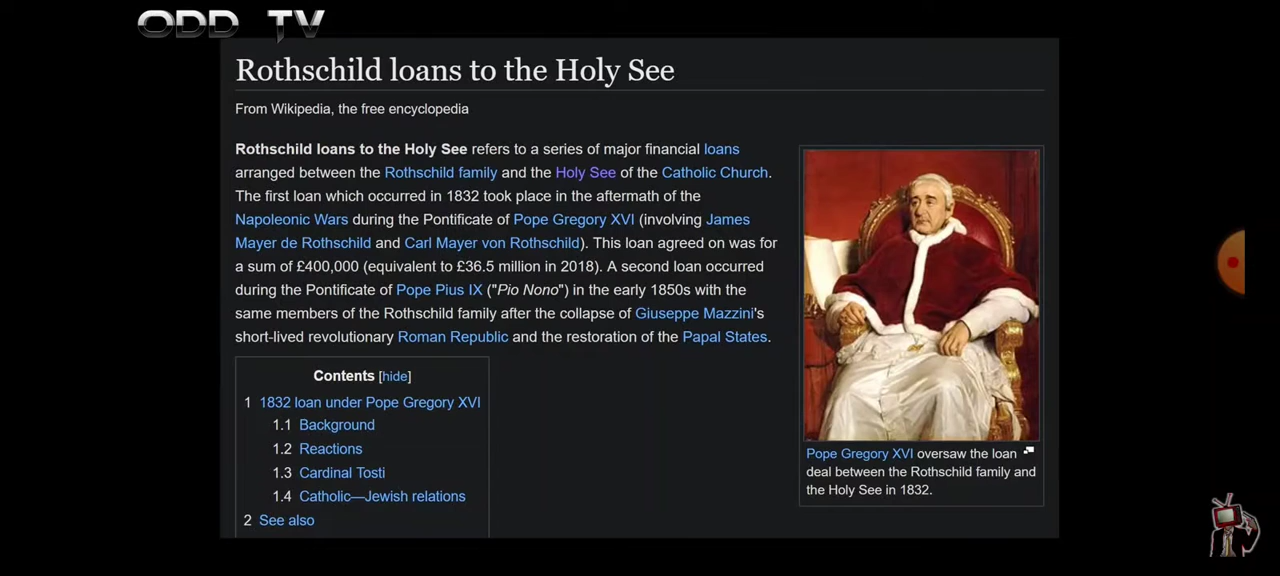 ODD TV
Rothschild loans to the Holy See
From Wikipedia, the free encyclopedia
Rothschild loans to the Holy See refers to a series of major financial loans
arranged between the Rothschild family and the Holy See of the Catholic Church.
The first loan which occurred in 1832 took place in the aftermath of the
Napoleonic Wars during the Pontificate of Pope Gregory XVI (involving James
Mayer de Rothschild and Carl Mayer von Rothschild). This loan agreed on was for
a sum of £400,000 (equivalent to £36.5 million in 2018). A second loan occurred
during the Pontificate of Pope Pius IX ("Pio Nono") in the early 1850s with the
same members of the Rothschild family after the collapse of Giuseppe Mazzini's
short-lived revolutionary Roman Republic and the restoration of the Papal States.
Contents [hide]
1 1832 loan under Pope Gregory XVI
1.1 Background
1.2 Reactions
1.3 Cardinal Tosti
1.4 Catholic—Jewish relations
2 See also
Pope Gregory XVI oversaw the loan
deal between the Rothschild family and
the Holy See in 1832.